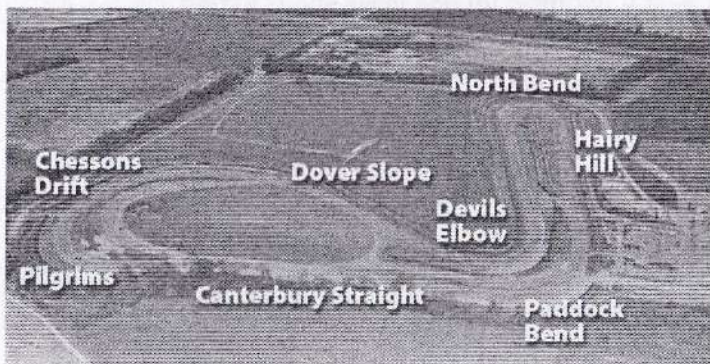 North Bend
Hairy
Hill
Chessons
Drift
Dover Slope
Devils
Elbow
Pilgrims
Canterbury Straight
Paddock
Bend